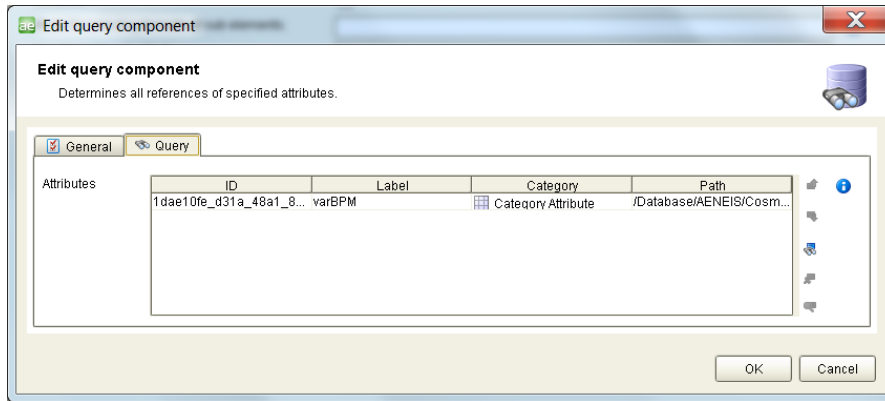 ae Edit query component
X
Edit query component
Determines all references of specified attributes.
General Query
Attributes
ID Label Category Path
1dae10fe_d31a_48a1_8... varBPM Category Attribute /Database/AENEIS/Cosm...
OK Cancel